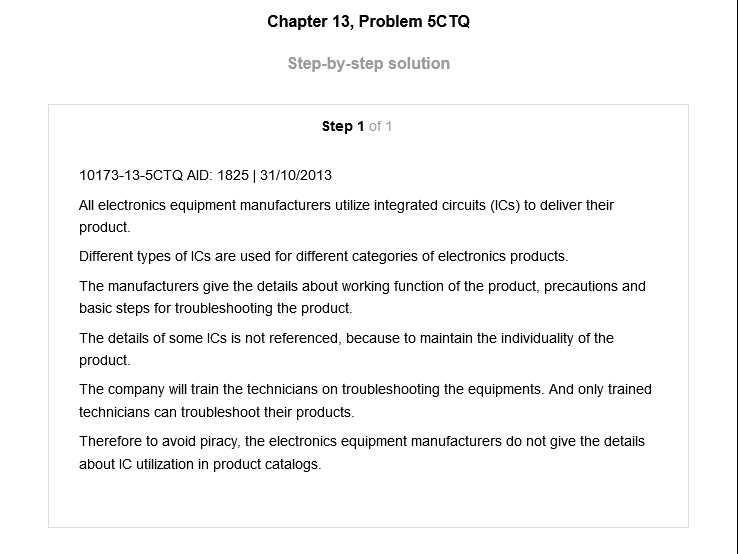 Chapter 13, Problem 5CTQ
Step-by-step solution
Step 1 of 1
10173-13-5CTQ AID: 1825 | 31/10/2013
All electronics equipment manufacturers utilize integrated circuits (ICs) to deliver their
product.
Different types of ICs are used for different categories of electronics products.
The manufacturers give the details about working function of the product, precautions and
basic steps for troubleshooting the product.
The details of some ICs is not referenced, because to maintain the individuality of the
product.
The company will train the technicians on troubleshooting the equipments. And only trained
technicians can troubleshoot their products.
Therefore to avoid piracy, the electronics equipment manufacturers do not give the details
about IC utilization in product catalogs.